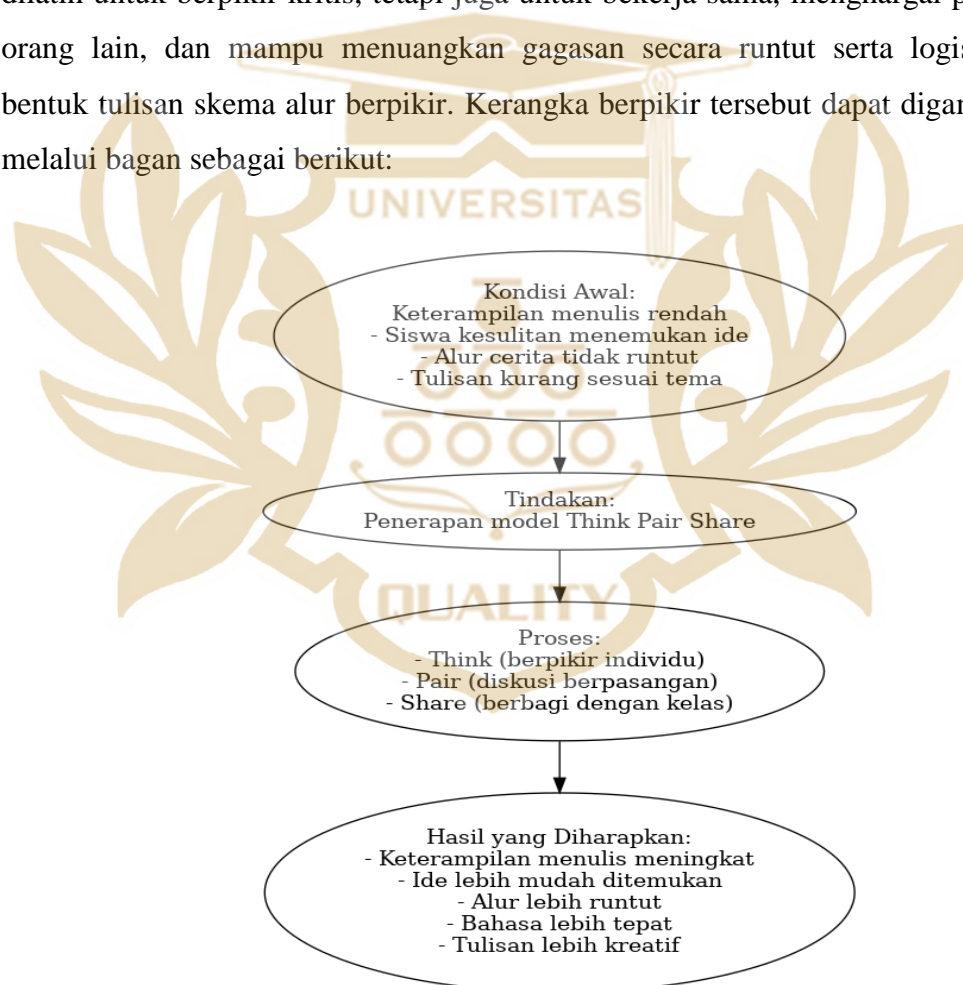 dilatih untuk berpikir kritis, tetapi juga untuk bekerja sama, menghargai
orang lain, dan mampu menuangkan gagasan secara runtut serta
bentuk tulisan skema alur berpikir. Kerangka berpikir tersebut dapat
melalui bagan sebagai berikut:
UNIVERSITAS
Kondisi Awal:
Keterampilan menulis rendah
- Siswa kesulitan menemukan ide
- Alur cerita tidak runtut
- Tulisan kurang sesuai tema
Tindakan:
Penerapan model Think Pair Share
QUALITY
Proses:
- Think (berpikir individu)
- Pair (diskusi berpasangan)
- Share (berbagi dengan kelas)
Hasil yang Diharapkan:
- Keterampilan menulis meningkat
- Ide lebih mudah ditemukan
- Alur lebih runtut
- Bahasa lebih tepat
- Tulisan lebih kreatif